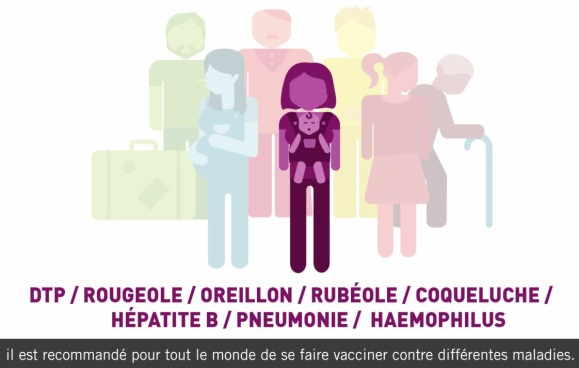 DTP / ROUGEOLE / OREILLON / RUBÉOLE / COQUELUCHE /
HÉPATITE B / PNEUMONIE / HAEMOPHILUS
il est recommandé pour tout le monde de se faire vacciner contre différentes maladies.